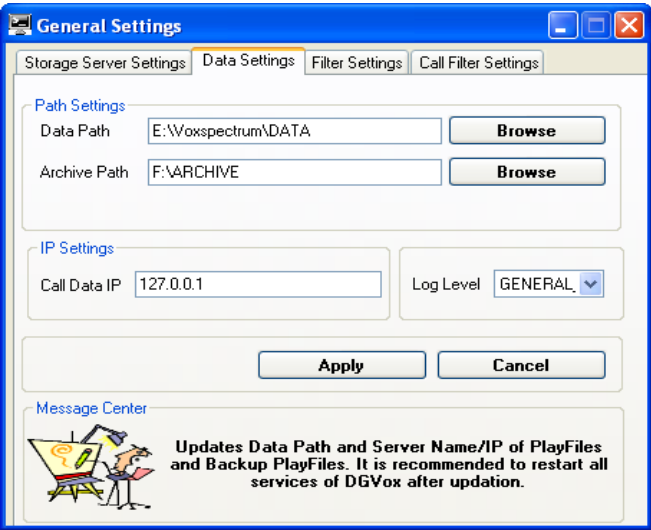 General Settings
Storage Server Settings Data Settings Filter Settings Call Filter Settings
Path Settings
Data Path E:\Voxspectrum\DATA Browse
Archive Path F:\ARCHIVE Browse
IP Settings
Call Data IP 127.0.0.1 Log Level GENERAL_
Apply Cancel
Message Center
Updates Data Path and Server Name/IP of PlayFiles
and Backup PlayFiles. It is recommended to restart all
services of DGVox after updation.